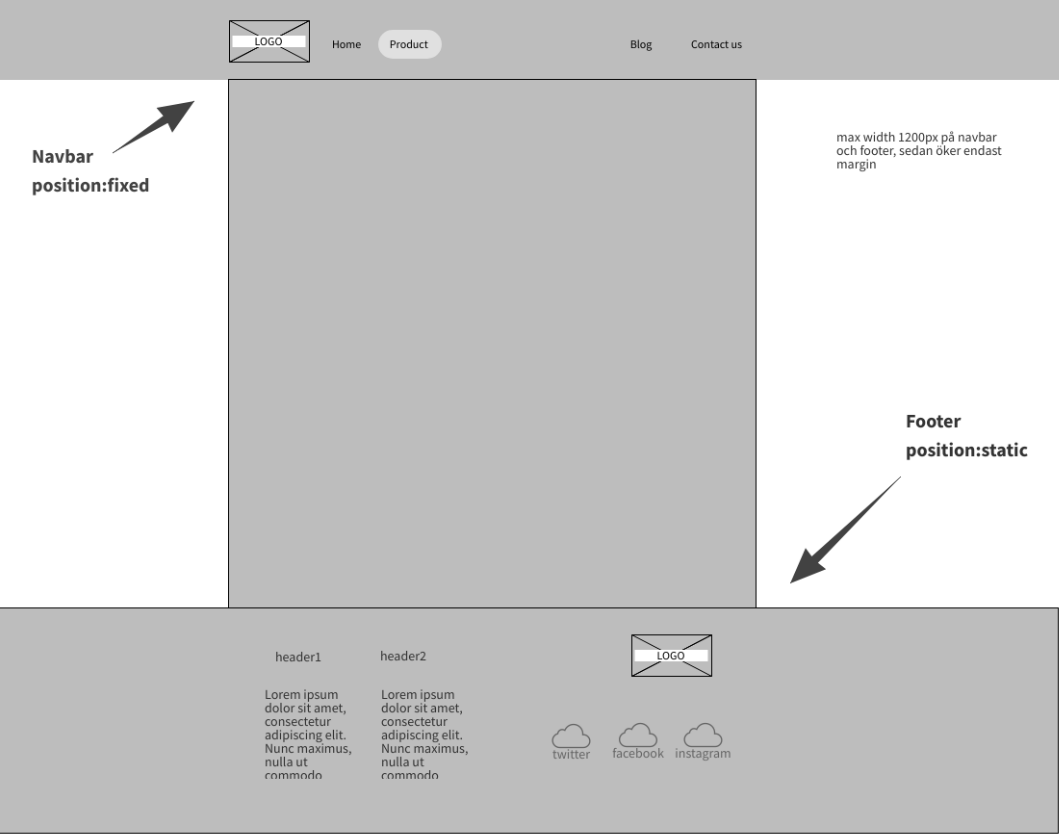 LOGO
Home
Product
Blog
Contact us
Navbar
position:fixed
max width 1200px på navbar
och footer, sedan öker endast
margin
Footer
position:static
header1
Lorem ipsum
dolor sit amet,
consectetur
adipiscing elit.
Nunc maximus,
nulla ut
commodo
header2
Lorem ipsum
dolor sit amet,
consectetur
adipiscing elit.
Nunc maximus,
nulla ut
commodo
LOGO
twitter
facebook
instagram